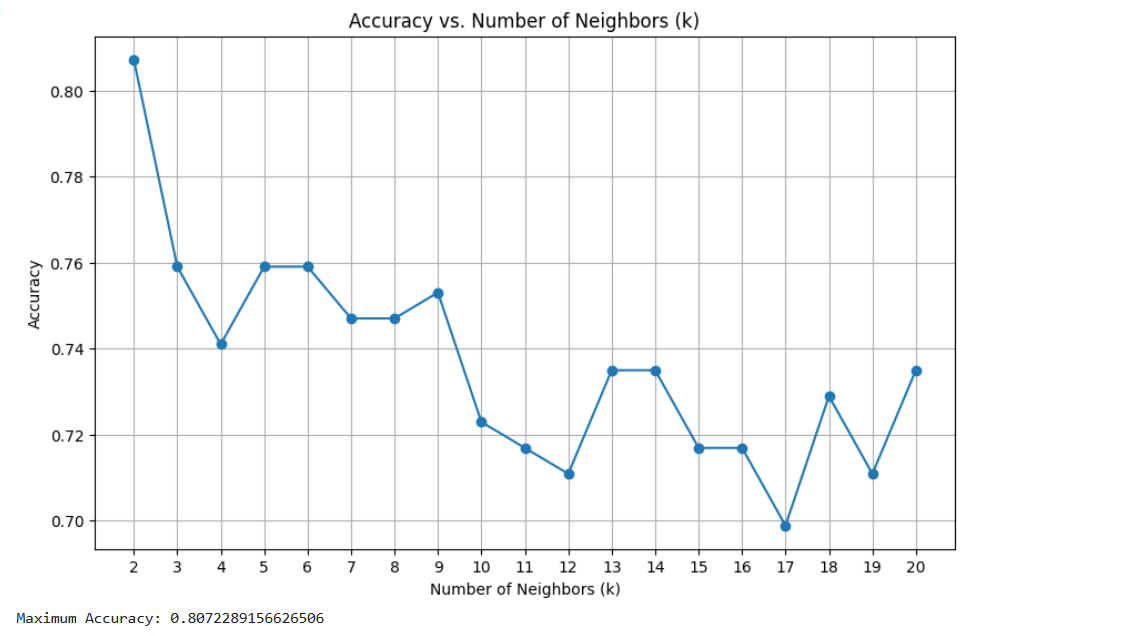 Accuracy vs. Number of Neighbors (k)
0.80
0.78
0.76
0.74
0.72
0.70
Accuracy
2 3 4 5 6 7 8 9 10 11 12 13 14 15 16 17 18 19 20
Number of Neighbors (k)
Maximum Accuracy: 0.8072289156626506